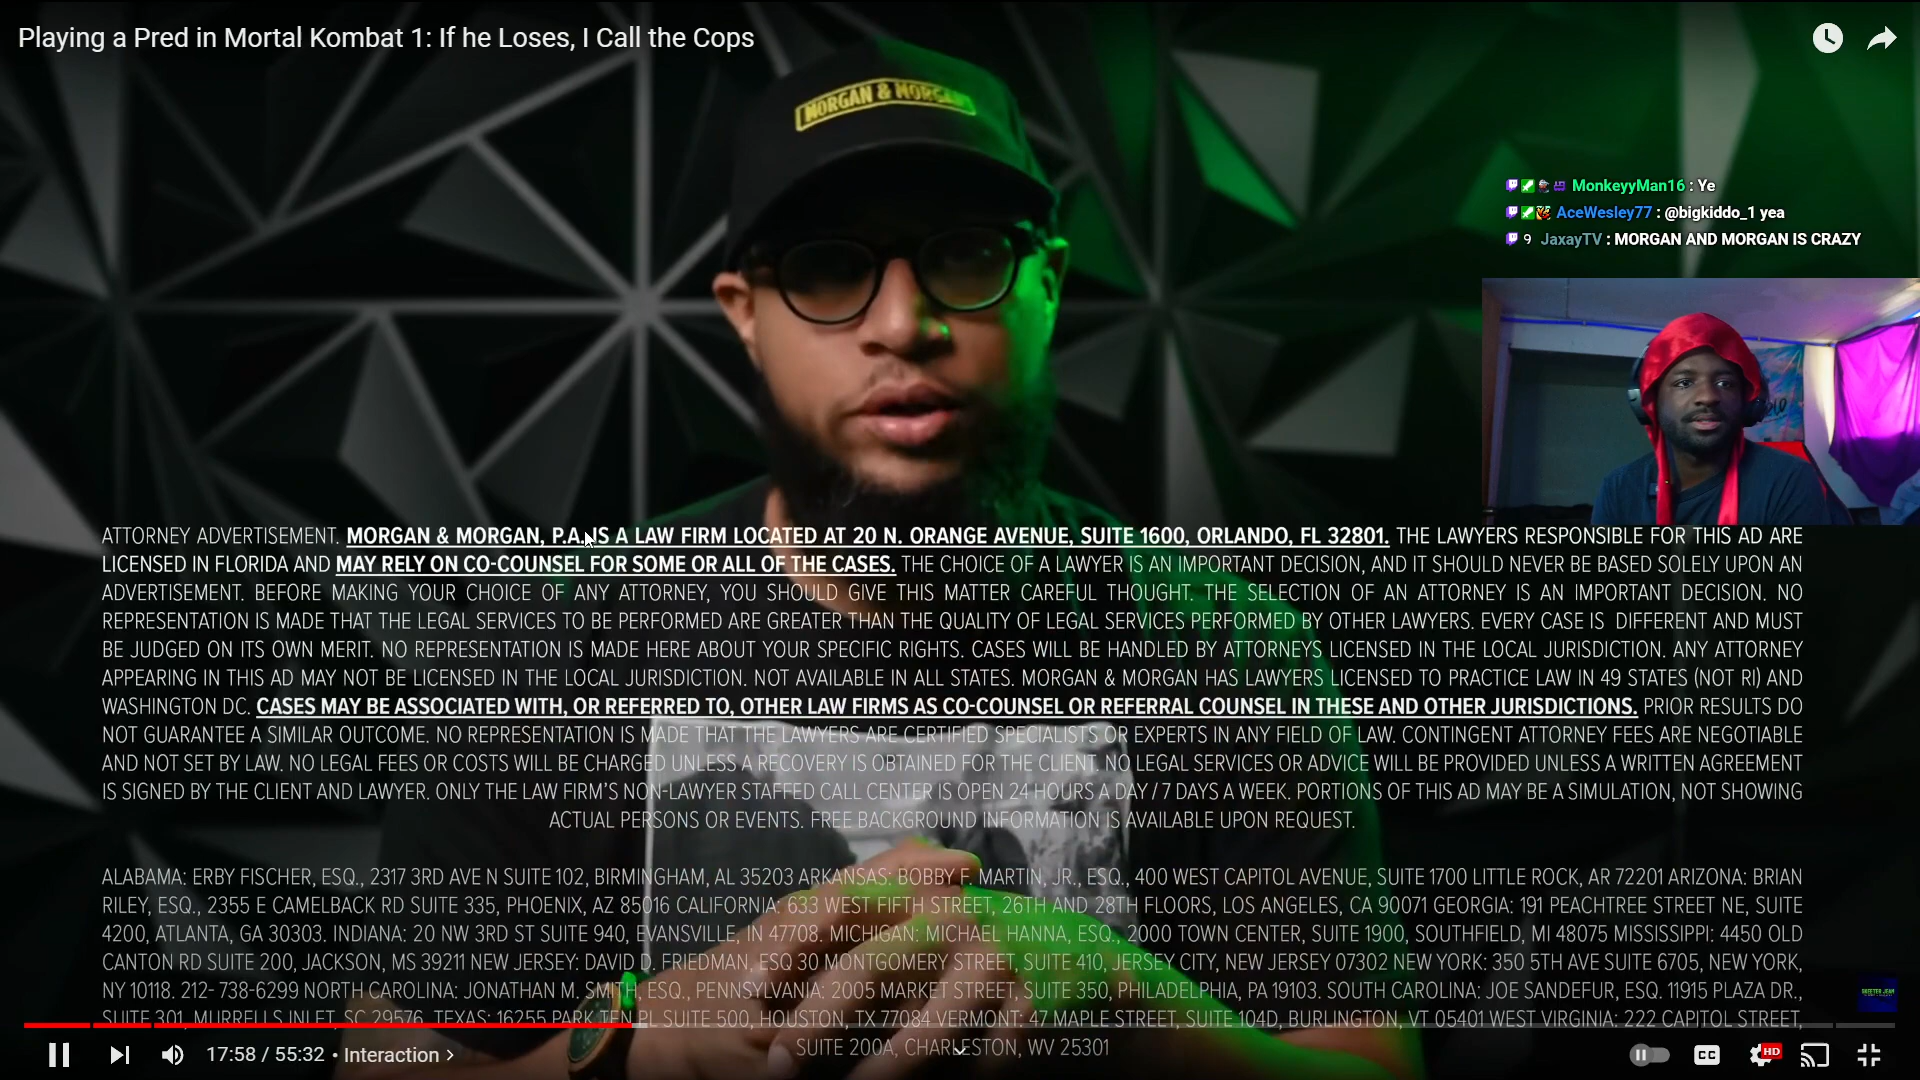 Playing a Pred in Mortal Kombat 1: If he Loses, I Call the Cops
MORGAN & MORGAN
MonkeyyMan16 : Ye
AceWesley77 : @bigkiddo_1 yea
9 JaxayTV : MORGAN AND MORGAN IS CRAZY
ATTORNEY ADVERTISEMENT. MORGAN & MORGAN, P.A. IS A LAW FIRM LOCATED AT 20 N. ORANGE AVENUE, SUITE 1600, ORLANDO, FL 32801. THE LAWYERS RESPONSIBLE FOR THIS AD ARE
LICENSED IN FLORIDA AND MAY RELY ON CO-COUNSEL FOR SOME OR ALL OF THE CASES. THE CHOICE OF A LAWYER IS AN IMPORTANT DECISION, AND IT SHOULD NEVER BE BASED SOLELY UPON AN
ADVERTISEMENT. BEFORE MAKING YOUR CHOICE OF ANY ATTORNEY, YOU SHOULD GIVE THIS MATTER CAREFUL THOUGHT. THE SELECTION OF AN ATTORNEY IS AN IMPORTANT DECISION. NO
REPRESENTATION IS MADE THAT THE LEGAL SERVICES TO BE PERFORMED ARE GREATER THAN THE QUALITY OF LEGAL SERVICES PERFORMED BY OTHER LAWYERS. EVERY CASE IS DIFFERENT AND MUST
BE JUDGED ON ITS OWN MERIT. NO REPRESENTATION IS MADE HERE ABOUT YOUR SPECIFIC RIGHTS. CASES WILL BE HANDLED BY ATTORNEYS LICENSED IN THE LOCAL JURISDICTION. ANY ATTORNEY
APPEARING IN THIS AD MAY NOT BE LICENSED IN THE LOCAL JURISDICTION. NOT AVAILABLE IN ALL STATES. MORGAN & MORGAN HAS LAWYERS LICENSED TO PRACTICE LAW IN 49 STATES (NOT RI) AND
WASHINGTON DC. CASES MAY BE ASSOCIATED WITH, OR REFERRED TO, OTHER LAW FIRMS AS CO-COUNSEL OR REFERRAL COUNSEL IN THESE AND OTHER JURISDICTIONS. PRIOR RESULTS DO
NOT GUARANTEE A SIMILAR OUTCOME. NO REPRESENTATION IS MADE THAT THE LAWYERS ARE CERTIFIED SPECIALISTS OR EXPERTS IN ANY FIELD OF LAW. CONTINGENT ATTORNEY FEES ARE NEGOTIABLE
AND NOT SET BY LAW. NO LEGAL FEES OR COSTS WILL BE CHARGED UNLESS A RECOVERY IS OBTAINED FOR THE CLIENT. NO LEGAL SERVICES OR ADVICE WILL BE PROVIDED UNLESS A WRITTEN AGREEMENT
IS SIGNED BY THE CLIENT AND LAWYER. ONLY THE LAW FIRM'S NON-LAWYER STAFFED CALL CENTER IS OPEN 24 HOURS A DAY / 7 DAYS A WEEK. PORTIONS OF THIS AD MAY BE A SIMULATION, NOT SHOWING
ACTUAL PERSONS OR EVENTS. FREE BACKGROUND INFORMATION IS AVAILABLE UPON REQUEST.
ALABAMA: ERBY FISCHER, ESQ., 2317 3RD AVE N SUITE 102, BIRMINGHAM, AL 35203 ARKANSAS: BOBBY F. MARTIN, JR., ESQ., 400 WEST CAPITOL AVENUE, SUITE 1700 LITTLE ROCK, AR 72201 ARIZONA: BRIAN
RILEY, ESQ., 2355 E CAMELBACK RD SUITE 335, PHOENIX, AZ 85016 CALIFORNIA: 633 WEST FIFTH STREET, 26TH AND 28TH FLOORS, LOS ANGELES, CA 90071 GEORGIA: 191 PEACHTREE STREET NE, SUITE
4200, ATLANTA, GA 30303. INDIANA: 20 NW 3RD ST SUITE 940, EVANSVILLE, IN 47708. MICHIGAN: MICHAEL HANNA, ESQ., 2000 TOWN CENTER, SUITE 1900, SOUTHFIELD, MI 48075 MISSISSIPPI: 4450 OLD
CANTON RD SUITE 200, JACKSON, MS 39211 NEW JERSEY: DAVID D. FRIEDMAN, ESQ 30 MONTGOMERY STREET, SUITE 410, JERSEY CITY, NEW JERSEY 07302 NEW YORK: 350 5TH AVE SUITE 6705, NEW YORK,
NY 10118. 212- 738-6299 NORTH CAROLINA: JONATHAN M. SMITH, ESQ., PENNSYLVANIA: 2005 MARKET STREET, SUITE 350, PHILADELPHIA, PA 19103. SOUTH CAROLINA: JOE SANDEFUR, ESQ. 11915 PLAZA DR.,
SUITE 301, MURRELLS INLET, SC 29576. TEXAS: 16255 PARK TEN PL SUITE 500, HOUSTON, TX 77084 VERMONT: 47 MAPLE STREET, SUITE 104D, BURLINGTON, VT 05401 WEST VIRGINIA: 222 CAPITOL STREET,
SUITE 200A, CHARLESTON, WV 25301
17:58 / 55:32 • Interaction >
CC
HD